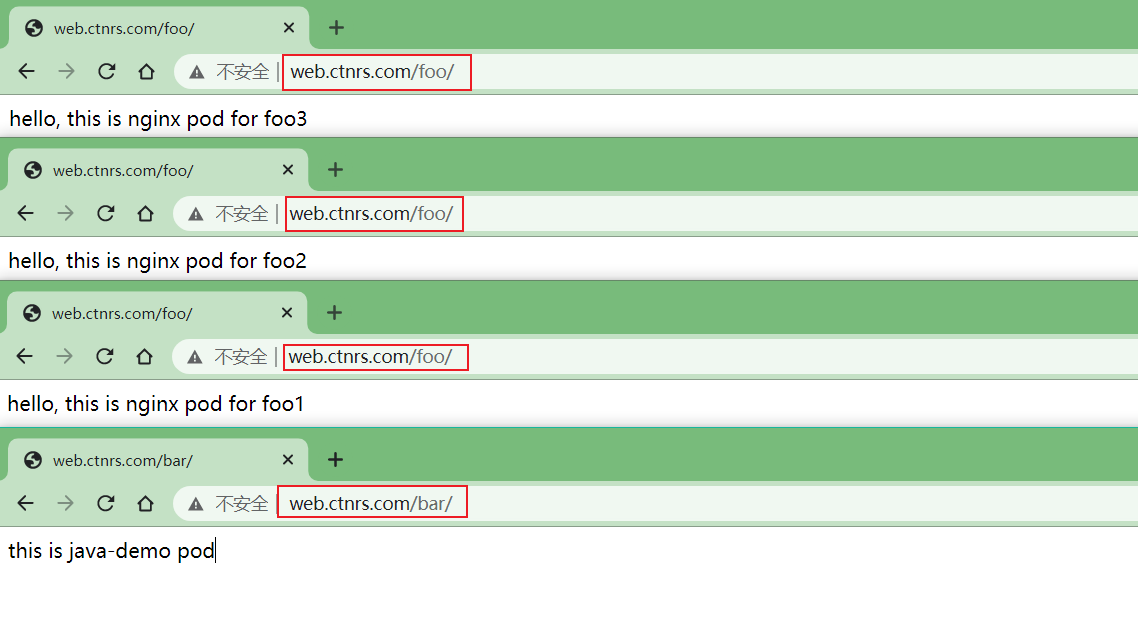 web.ctnrs.com/foo/
不安全 web.ctnrs.com/foo/
hello, this is nginx pod for foo3
web.ctnrs.com/foo/
不安全 web.ctnrs.com/foo/
hello, this is nginx pod for foo2
web.ctnrs.com/foo/
不安全 web.ctnrs.com/foo/
hello, this is nginx pod for foo1
web.ctnrs.com/bar/
不安全 web.ctnrs.com/bar/
this is java-demo pod